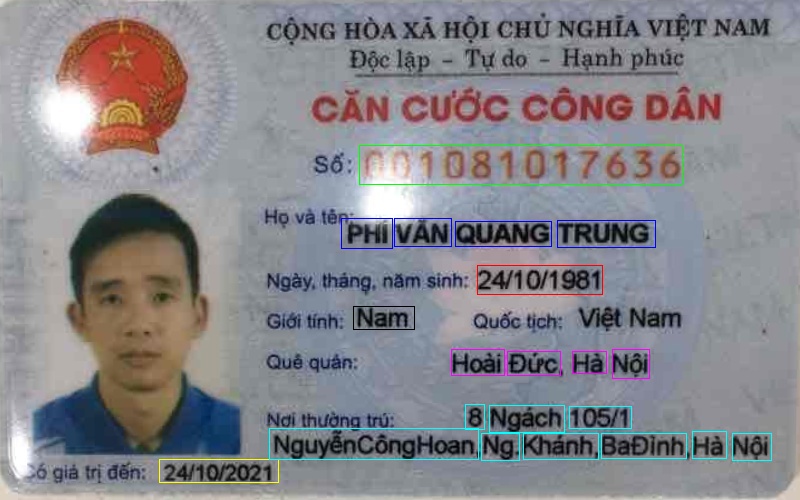 CỘNG HÒA XÃ HỘI CHỦ NGHĨA VIỆT NAM
Độc lập - Tự do - Hạnh phúc
CĂN CƯỚC CÔNG DÂN
Số: 001081017636
Họ và tên:
PHÍ VĂN QUANG TRUNG
Ngày, tháng, năm sinh: 24/10/1981
Giới tính: Nam Quốc tịch: Việt Nam
Quê quán: Hoài Đức, Hà Nội
Nơi thường trú: 8 Ngách 105/1
NguyễnCôngHoan, Ng.Khánh, BaĐình, Hà Nội
Có giá trị đến: 24/10/2021